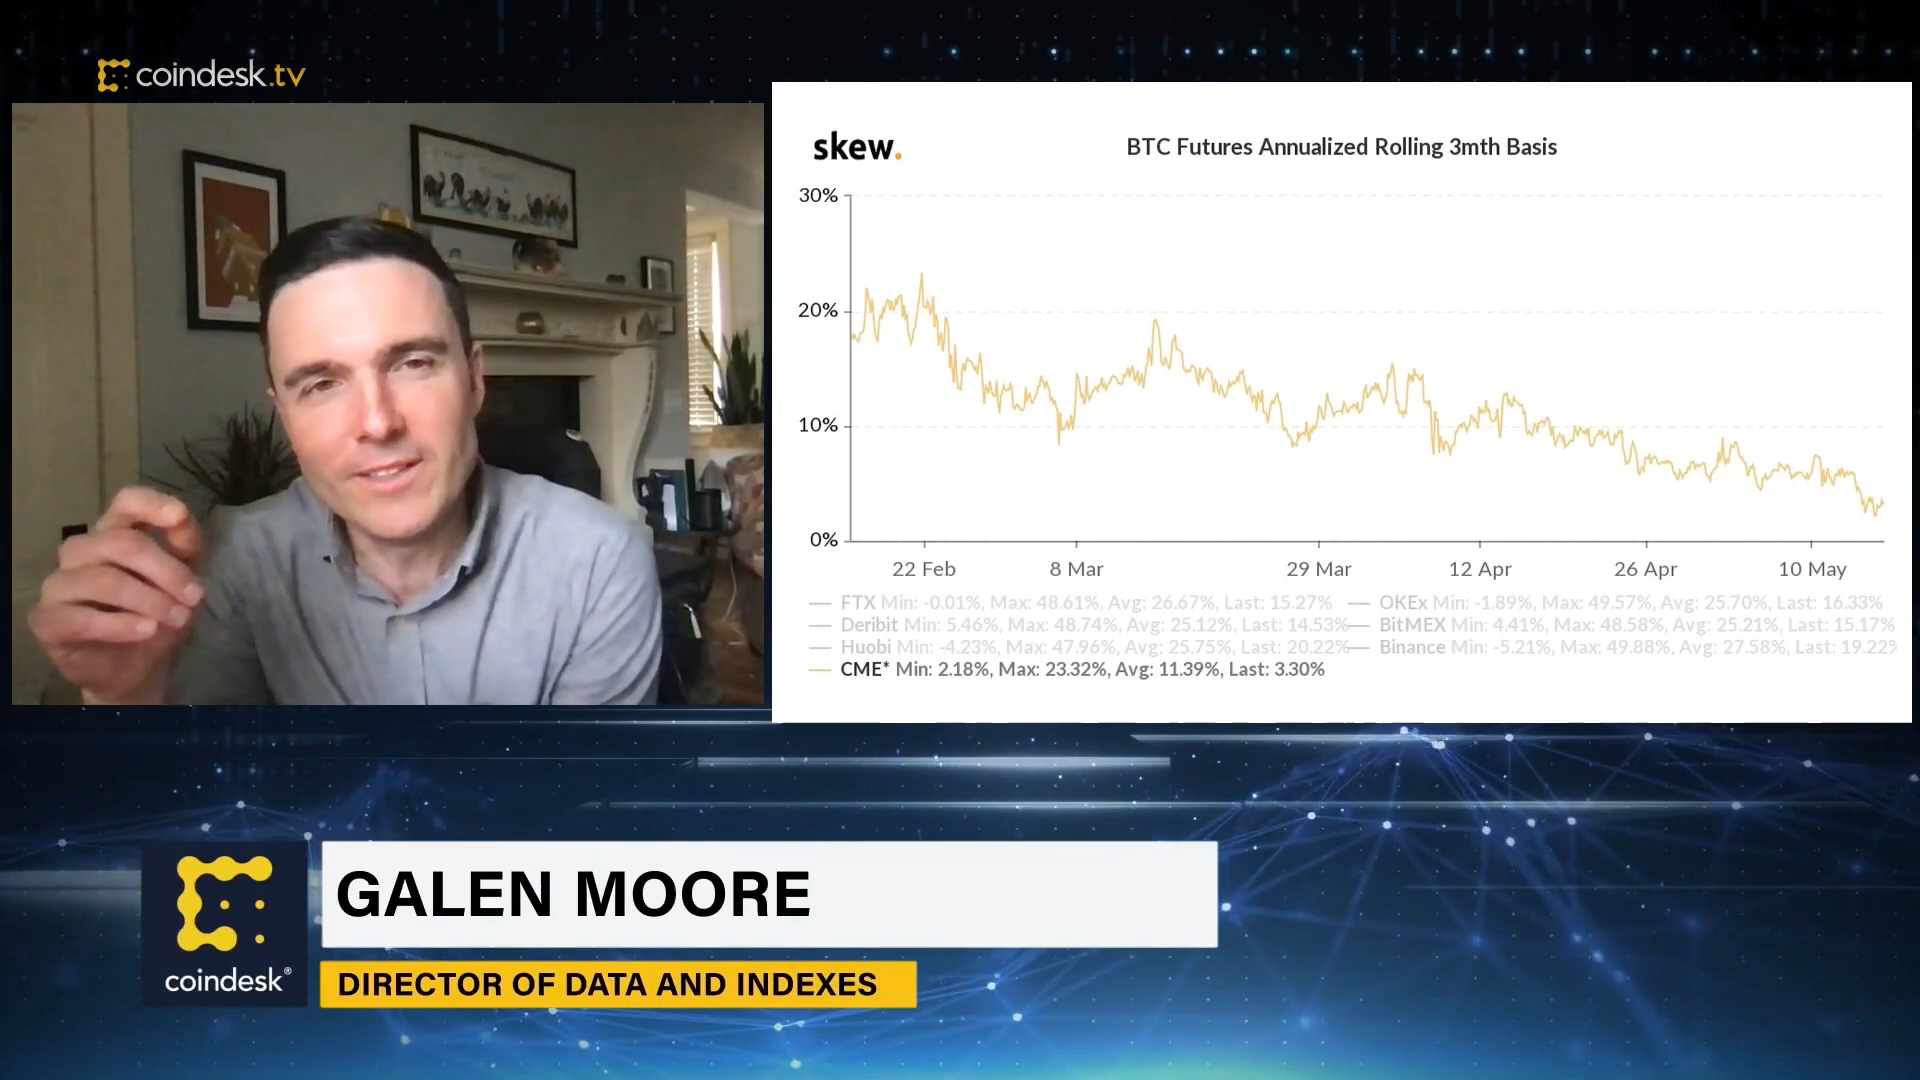 coindesk.tv
skew.
BTC Futures Annualized Rolling 3mth Basis
30%
20%
10%
0%
22 Feb 8 Mar 29 Mar 12 Apr 26 Apr 10 May
FTX Min: -0.01%, Max: 48.61%, Avg: 26.67%, Last: 15.27%
OKEx Min: -1.89%, Max: 49.57%, Avg: 25.70%, Last: 16.33%
Deribit Min: 5.46%, Max: 48.74%, Avg: 25.12%, Last: 14.53%
BitMEX Min: 4.41%, Max: 48.58%, Avg: 25.21%, Last: 15.17%
Huobi Min: -4.23%, Max: 47.96%, Avg: 25.75%, Last: 20.22%
Binance Min: -5.21%, Max: 49.88%, Avg: 27.58%, Last: 19.22%
CME* Min: 2.18%, Max: 23.32%, Avg: 11.39%, Last: 3.30%
GALEN MOORE
coindesk®
DIRECTOR OF DATA AND INDEXES